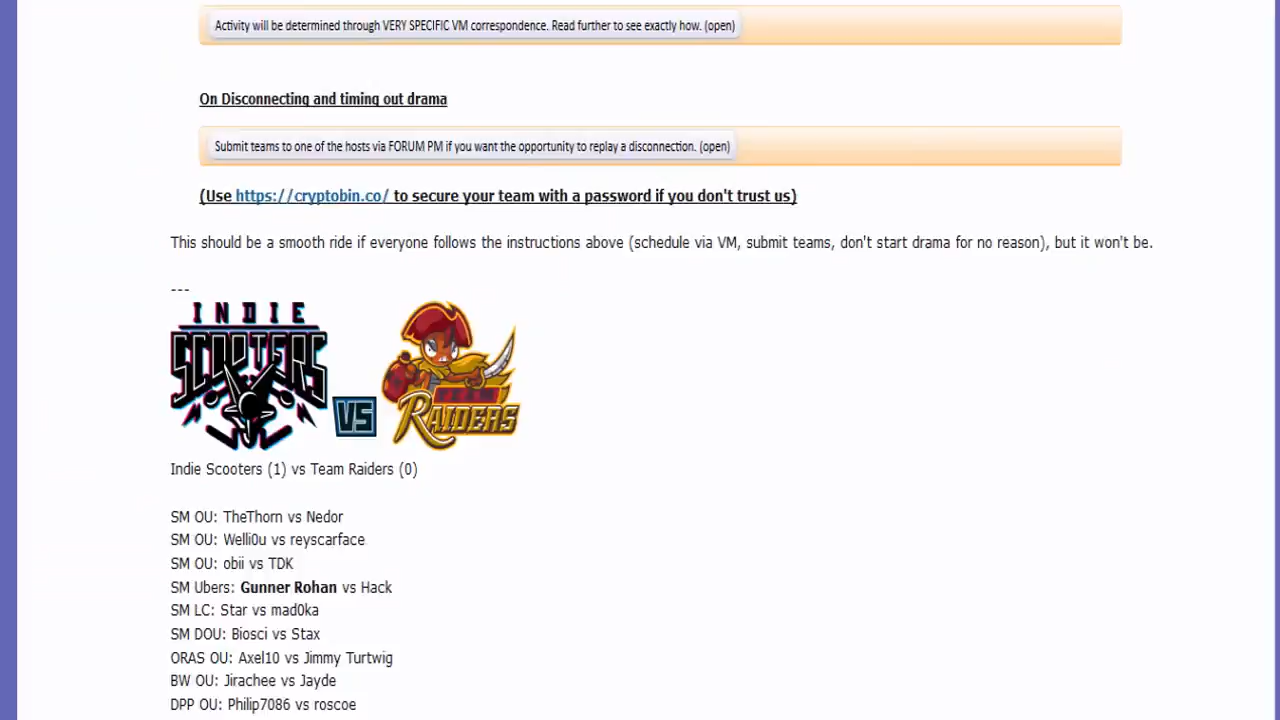 Activity will be determined through VERY SPECIFIC VM correspondence. Read further to see exactly how. (open)
On Disconnecting and timing out drama
Submit teams to one of the hosts via FORUM PM if you want the opportunity to replay a disconnection. (open)
(Use https://cryptobin.co/ to secure your team with a password if you don't trust us)
This should be a smooth ride if everyone follows the instructions above (schedule via VM, submit teams, don't start drama for no reason), but it won't be.
---
INDIE
SCOOTERS
VS
TEAM
RAIDERS
Indie Scooters (1) vs Team Raiders (0)
SM OU: TheThorn vs Nedor
SM OU: Welli0u vs reyscarface
SM OU: obii vs TDK
SM Ubers: Gunner Rohan vs Hack
SM LC: Star vs mad0ka
SM DOU: Biosci vs Stax
ORAS OU: Axel10 vs Jimmy Turtwig
BW OU: Jirachee vs Jayde
DPP OU: Philip7086 vs roscoe